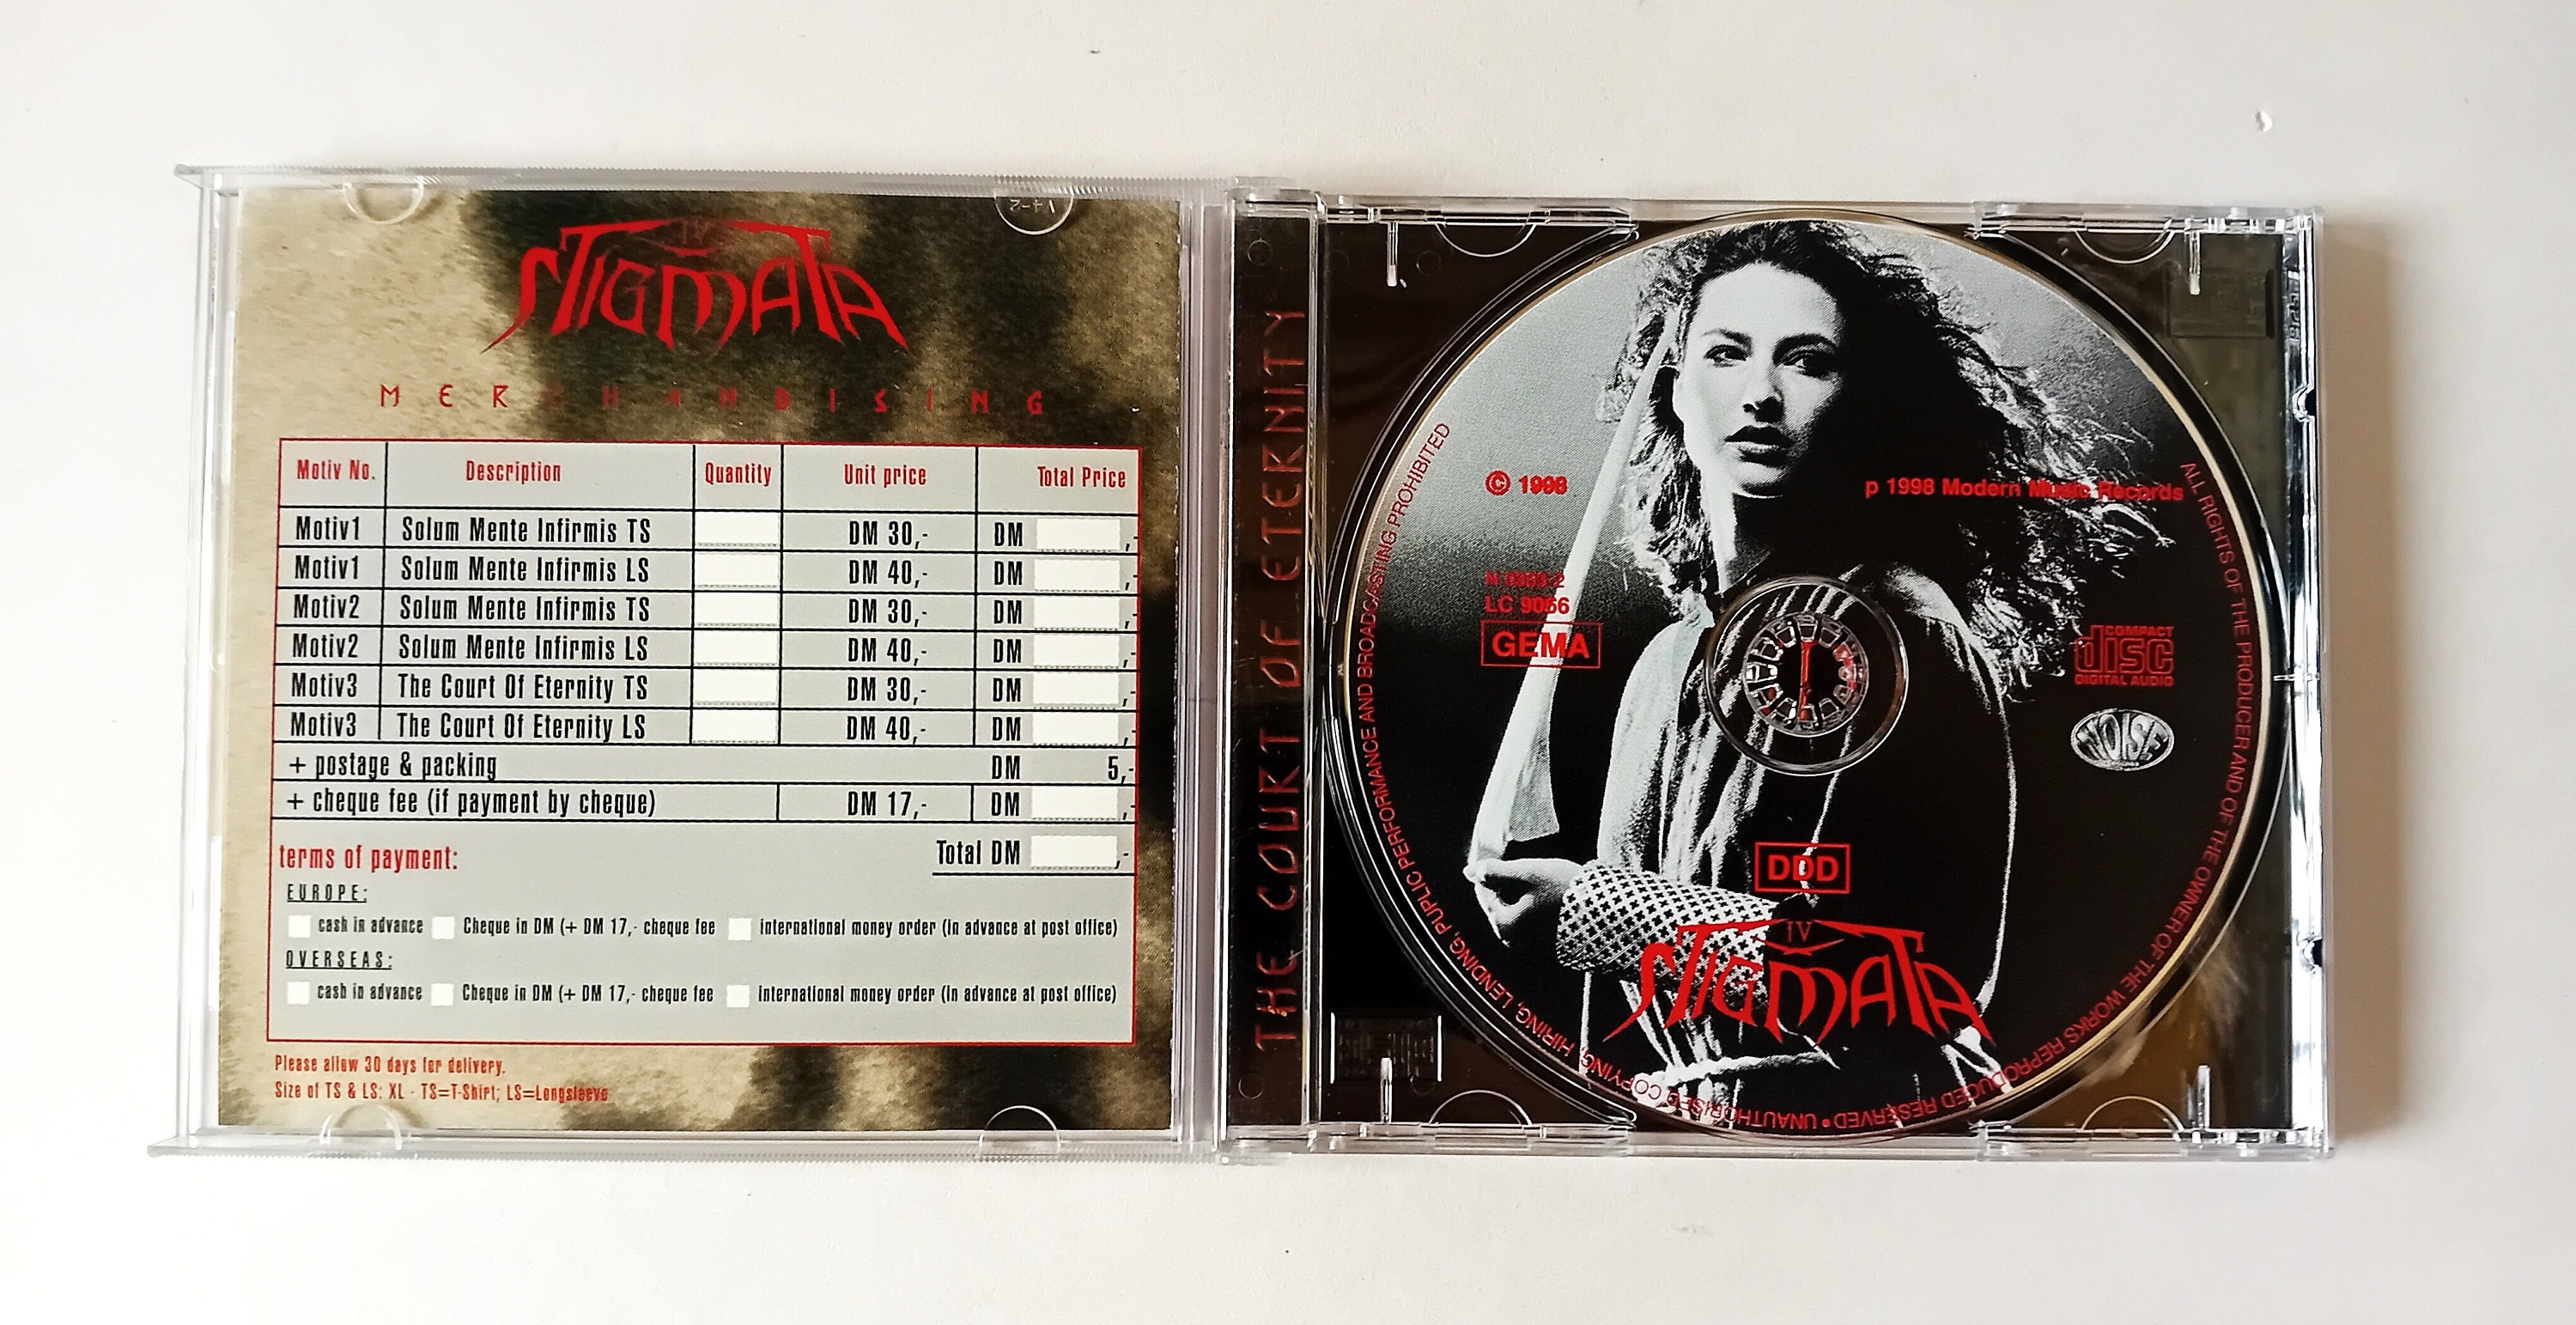 IV
STIGMATA
MERCHANDISING
Motiv No. Description Quantity Unit price Total Price
Motiv1 Solum Mente Infirmis TS DM 30,- DM ,-
Motiv1 Solum Mente Infirmis LS DM 40,- DM ,-
Motiv2 Solum Mente Infirmis TS DM 30,- DM ,-
Motiv2 Solum Mente Infirmis LS DM 40,- DM ,-
Motiv3 The Court Of Eternity TS DM 30,- DM ,-
Motiv3 The Court Of Eternity LS DM 40,- DM ,-
+ postage & packing DM 5,-
+ cheque fee (if payment by cheque) DM 17,- DM ,-
Total DM ,-
terms of payment:
EUROPE:
cash in advance Cheque in DM (+ DM 17,- cheque fee international money order (in advance at post office)
OVERSEAS:
cash in advance Cheque in DM (+ DM 17,- cheque fee international money order (in advance at post office)
Please allow 30 days for delivery.
Size of TS & LS: XL - TS=T-Shirt; LS=Longsleeve
THE COURT OF ETERNITY
© 1998
p 1998 Modern Music Records
LC 9066
GEMA
COMPACT
disc
DIGITAL AUDIO
NOISE
DDD
IV
STIGMATA
ALL RIGHTS OF THE PRODUCER AND OF THE OWNER OF THE WORKS REPRODUCED RESERVED • UNAUTHORISED COPYING, HIRING, LENDING, PUPLIC PERFORMANCE AND BROADCASTING PROHIBITED